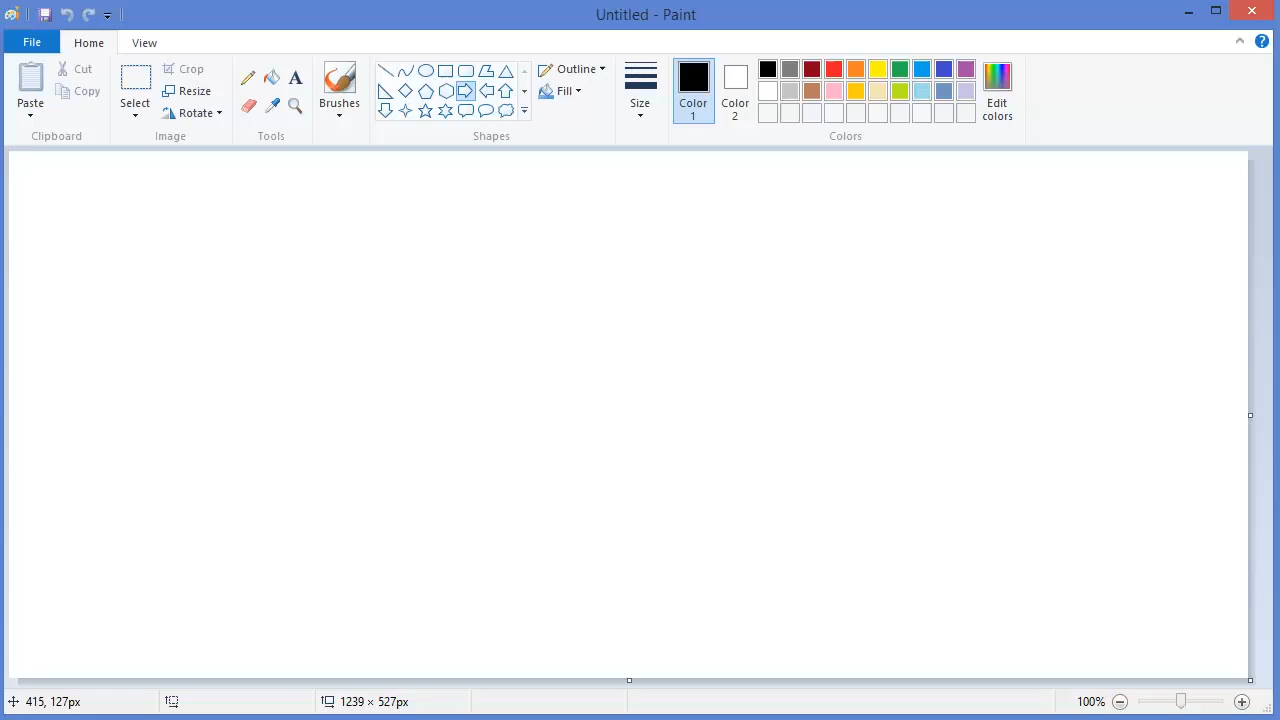 Untitled - Paint
File Home View
Paste Cut Copy Clipboard
Select Crop Resize Rotate Image
A
Tools
Brushes
Shapes
Outline Fill
Size
Color 1 Color 2 Edit colors
Colors
415, 127px 1239 × 527px 100%